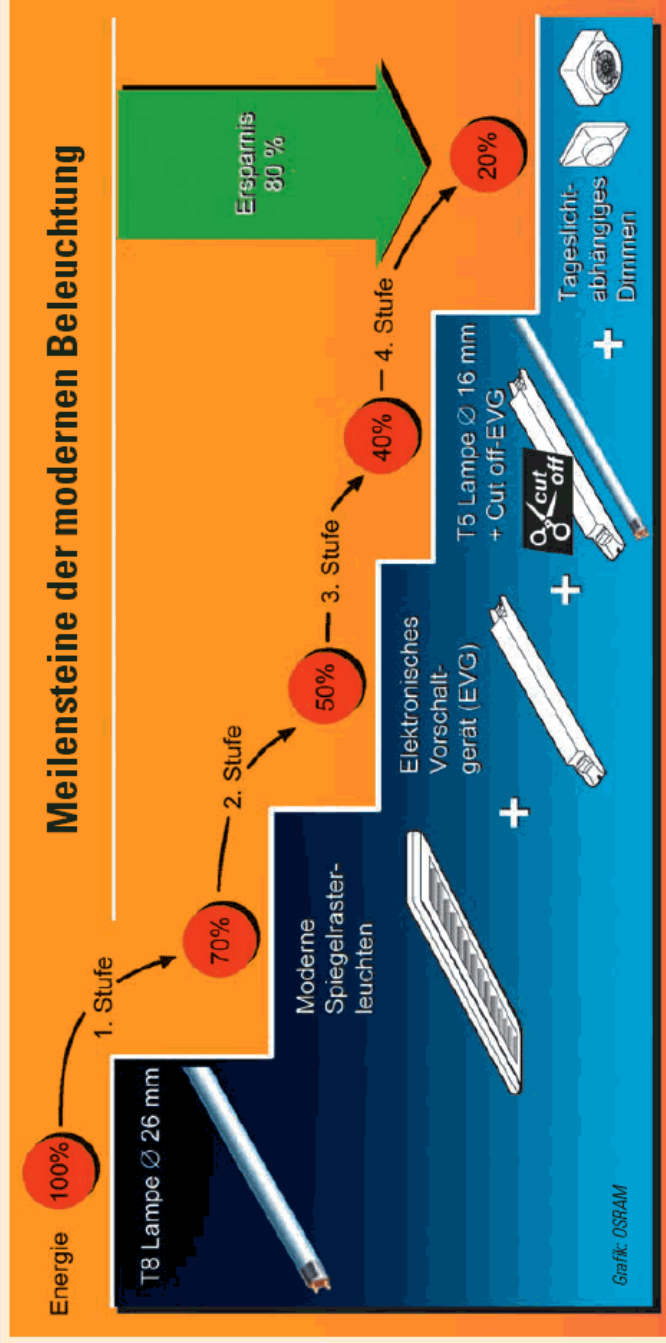 Meilensteine der modernen Beleuchtung
Energie
100%
1. Stufe
70%
2. Stufe
50%
3. Stufe
40%
4. Stufe
20%
Ersparnis
80 %
T8 Lampe Ø 26 mm
Moderne
Spiegelraster-
leuchten
+
Elektronisches
Vorschalt-
gerät (EVG)
+
T5 Lampe Ø 16 mm
+ Cut off-EVG
cut
off
+
Tageslicht-
abhängiges
Dimmen
Grafik: OSRAM